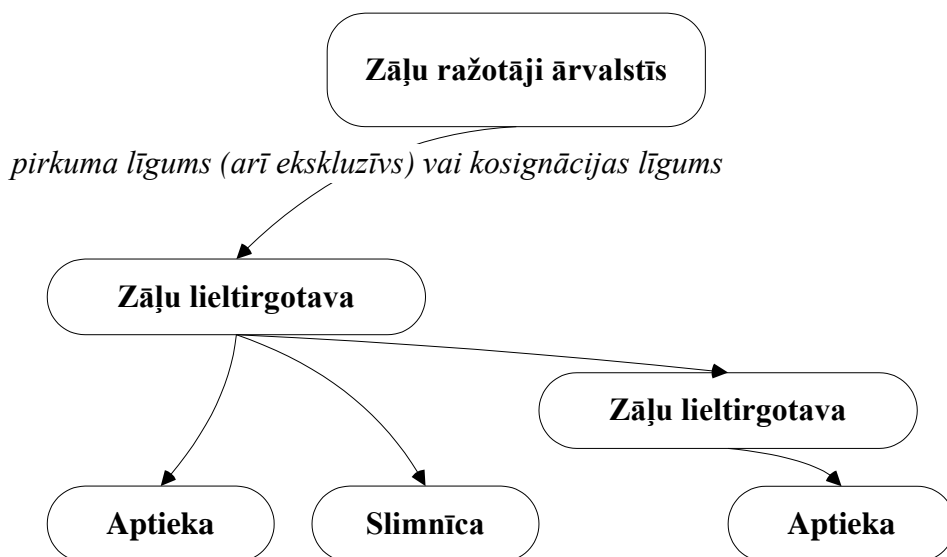 Zāļu ražotāji ārvalstīs
pirkuma līgums (arī ekskluzīvs) vai kosignācijas līgums
Zāļu lieltirgotava
Zāļu lieltirgotava
Aptieka
Slimnīca
Aptieka